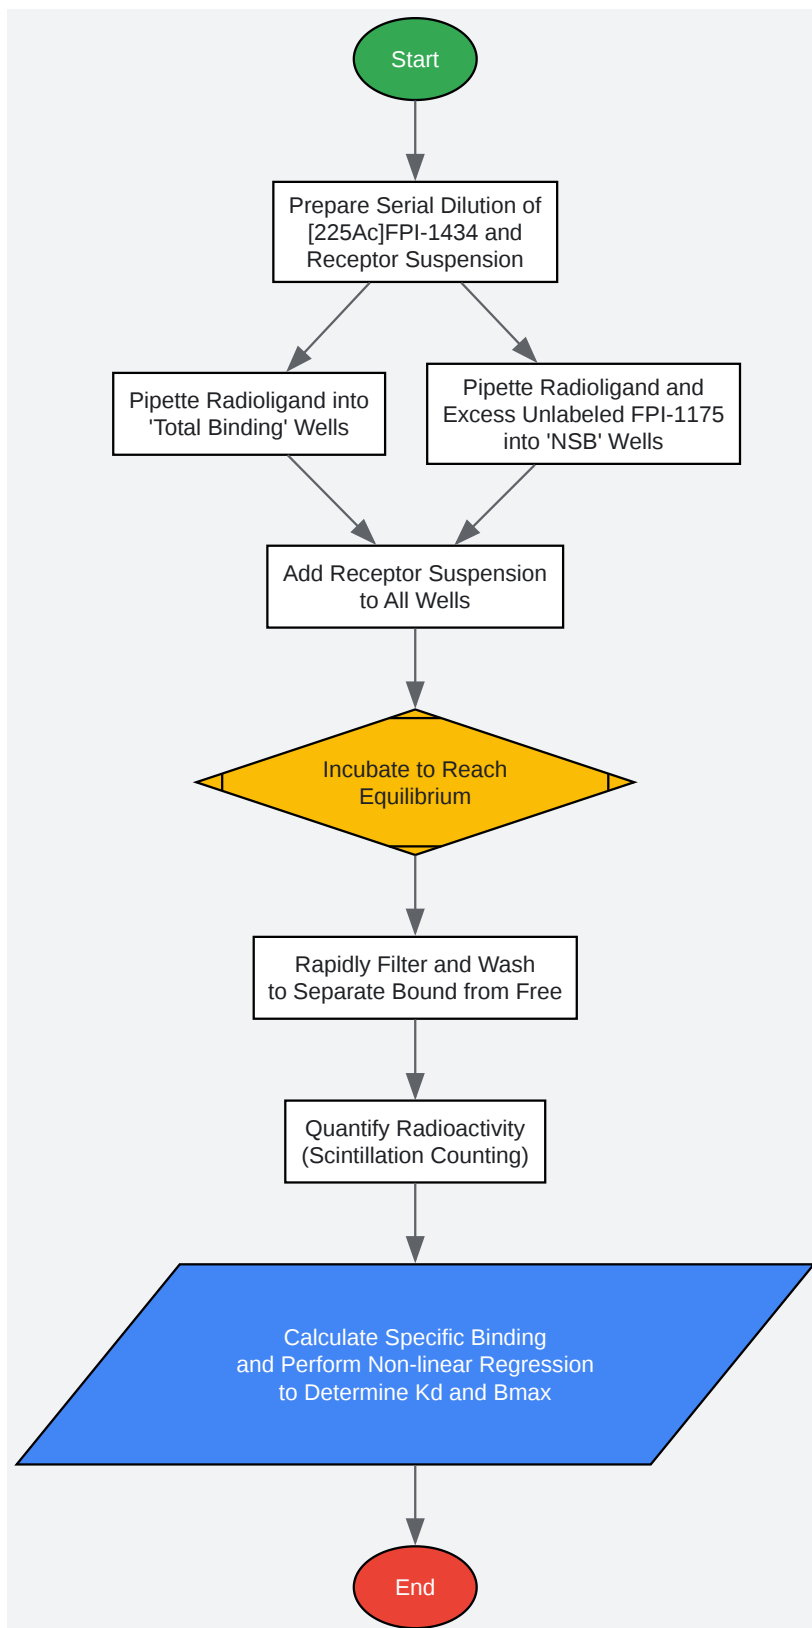 Start
Prepare Serial Dilution of
[225Ac]FPI-1434 and
Receptor Suspension
Pipette Radioligand into
'Total Binding' Wells
Pipette Radioligand and
Excess Unlabeled FPI-1175
into 'NSB' Wells
Add Receptor Suspension
to All Wells
Incubate to Reach
Equilibrium
Rapidly Filter and Wash
to Separate Bound from Free
Quantify Radioactivity
(Scintillation Counting)
Calculate Specific Binding
and Perform Non-linear Regression
to Determine Kd and Bmax
End